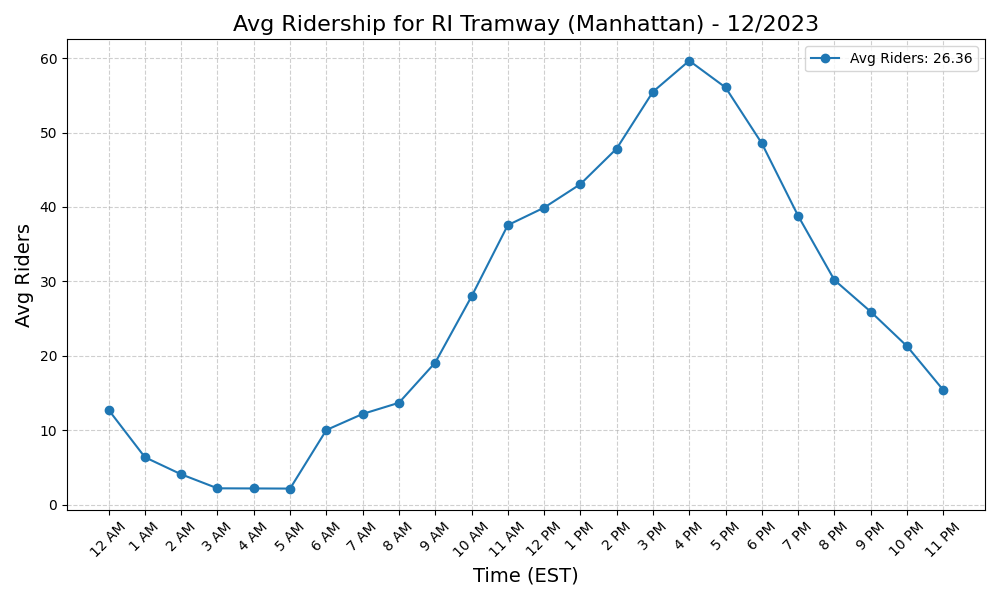 Avg Ridership for RI Tramway (Manhattan) - 12/2023
Avg Riders: 26.36
60
50
40
30
20
10
0
Avg Riders
12 AM
1 AM
2 AM
3 AM
4 AM
5 AM
6 AM
7 AM
8 AM
9 AM
10 AM
11 AM
12 PM
1 PM
2 PM
3 PM
4 PM
5 PM
6 PM
7 PM
8 PM
9 PM
10 PM
11 PM
Time (EST)